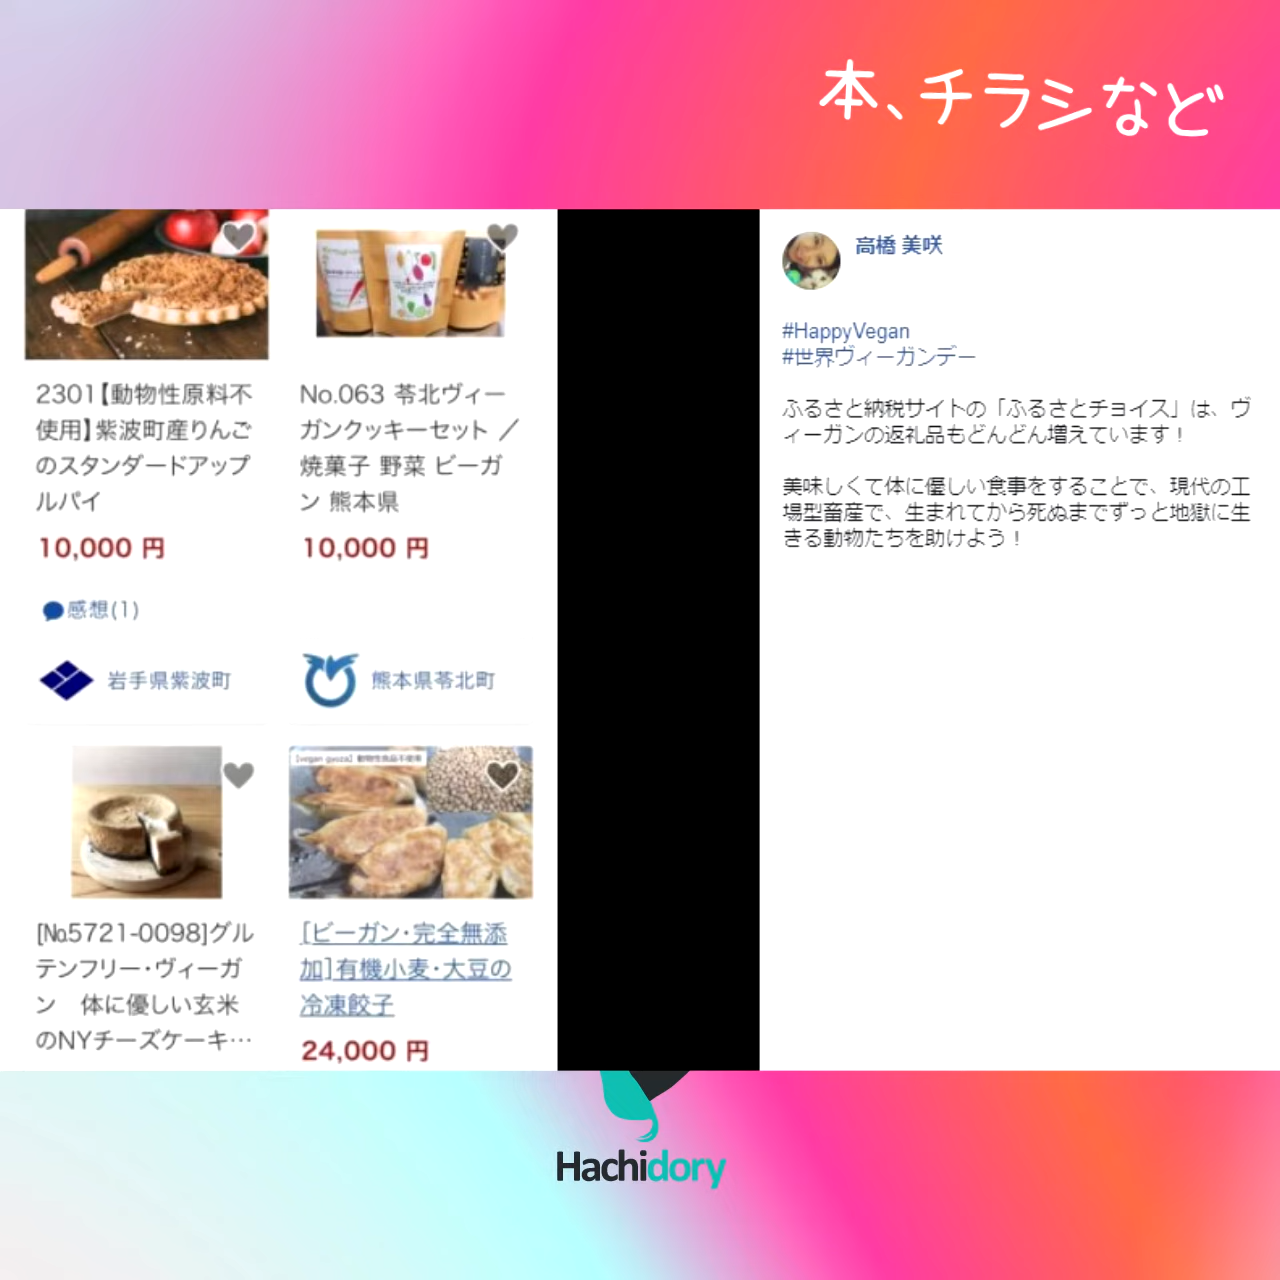 本、チラシなど
2301【動物性原料不
使用】紫波町産りんご
のスタンダードアップ
ルパイ
10,000 円
感想(1)
岩手県紫波町
No.063 苓北ヴィー
ガンクッキーセット ／
焼菓子 野菜 ビーガ
ン 熊本県
10,000 円
熊本県苓北町
[№5721-0098]グル
テンフリー・ヴィーガ
ン　体に優しい玄米
のNYチーズケーキ…
[vegan gyoza] 動物性食品不使用
[ビーガン・完全無添
加]有機小麦・大豆の
冷凍餃子
24,000 円
高橋 美咲
#HappyVegan
#世界ヴィーガンデー
ふるさと納税サイトの「ふるさとチョイス」は、ヴ
ィーガンの返礼品もどんどん増えています！
美味しくて体に優しい食事をすることで、現代の工
場型畜産で、生まれてから死ぬまでずっと地獄に生
きる動物たちを助けよう！
Hachidory